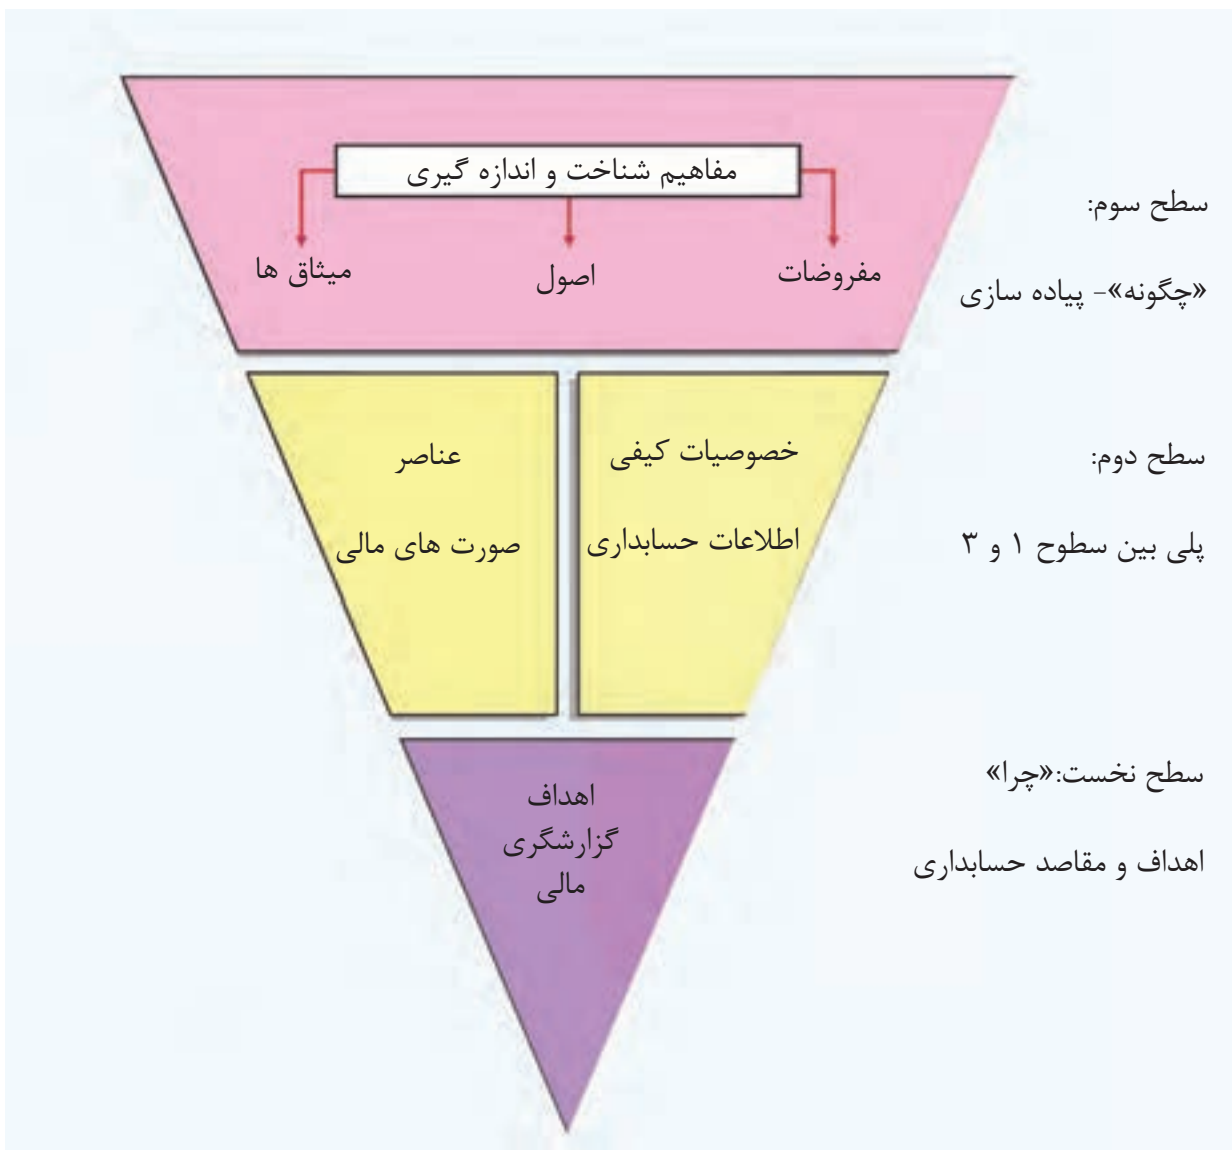 مفاهیم شناخت و اندازه گیری
مفروضات
اصول
میثاق ها
سطح سوم:
«چگونه»- پیاده سازی
خصوصیات کیفی
اطلاعات حسابداری
عناصر
صورت های مالی
سطح دوم:
پلی بین سطوح ۱ و ۳
اهداف
گزارشگری
مالی
سطح نخست:«چرا»
اهداف و مقاصد حسابداری